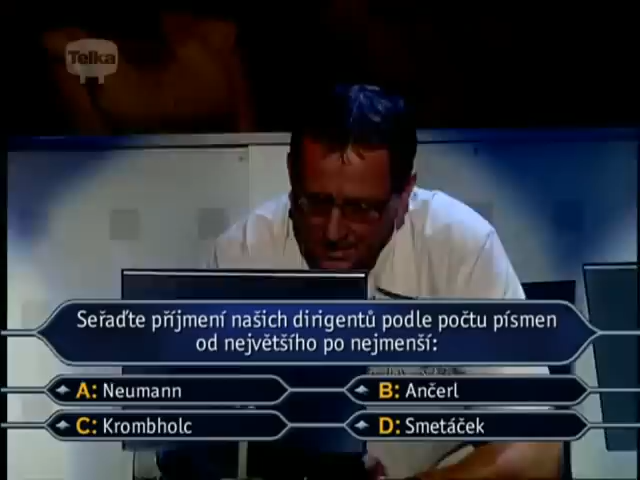 Telka
Seřaďte příjmení našich dirigentů podle počtu písmen
od největšího po nejmenší:
A: Neumann
B: Ančerl
C: Krombholc
D: Smetáček